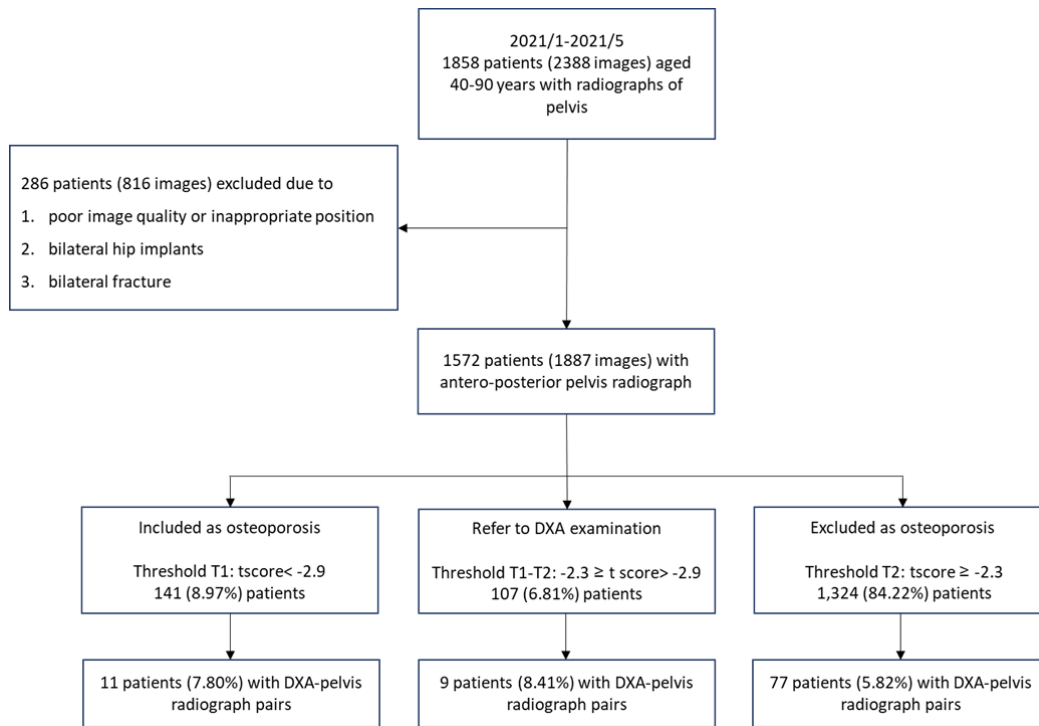 2021/1-2021/5
1858 patients (2388 images) aged
40-90 years with radiographs of
pelvis
286 patients (816 images) excluded due to
1. poor image quality or inappropriate position
2. bilateral hip implants
3. bilateral fracture
1572 patients (1887 images) with
antero-posterior pelvis radiograph
Included as osteoporosis
Threshold T1: tscore< -2.9
141 (8.97%) patients
Refer to DXA examination
Threshold T1-T2: -2.3 ≥ t score> -2.9
107 (6.81%) patients
Excluded as osteoporosis
Threshold T2: tscore ≥ -2.3
1,324 (84.22%) patients
11 patients (7.80%) with DXA-pelvis
radiograph pairs
9 patients (8.41%) with DXA-pelvis
radiograph pairs
77 patients (5.82%) with DXA-pelvis
radiograph pairs